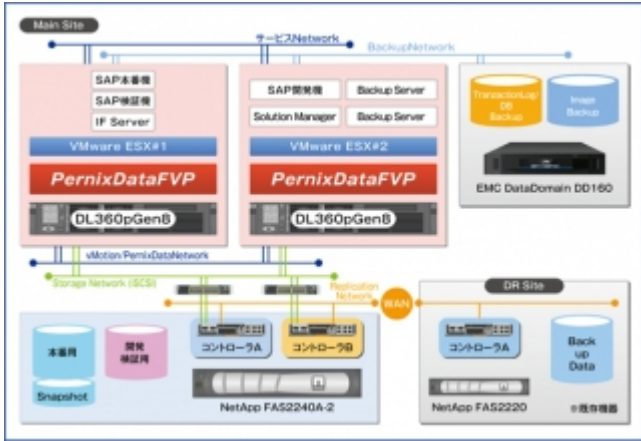 Main Site
サービスNetwork
BackupNetwork
SAP本番機
SAP検証機
IF Server
VMware ESX#1
PernixDataFVP
DL360pGen8
SAP開発機
Backup Server
Solution Manager
Backup Server
VMware ESX#2
PernixDataFVP
DL360pGen8
TranzactionLog/
DB
Backup
Image
Backup
EMC DataDomain DD160
vMotion/PernixDataNetwork
Storage Network (iSCSI)
Replication
Network
WAN
DR Site
本番用
開発
検証用
Snapshot
コントローラA
コントローラB
NetApp FAS2240A-2
コントローラA
Back
up
Data
NetApp FAS2220
※既存機器